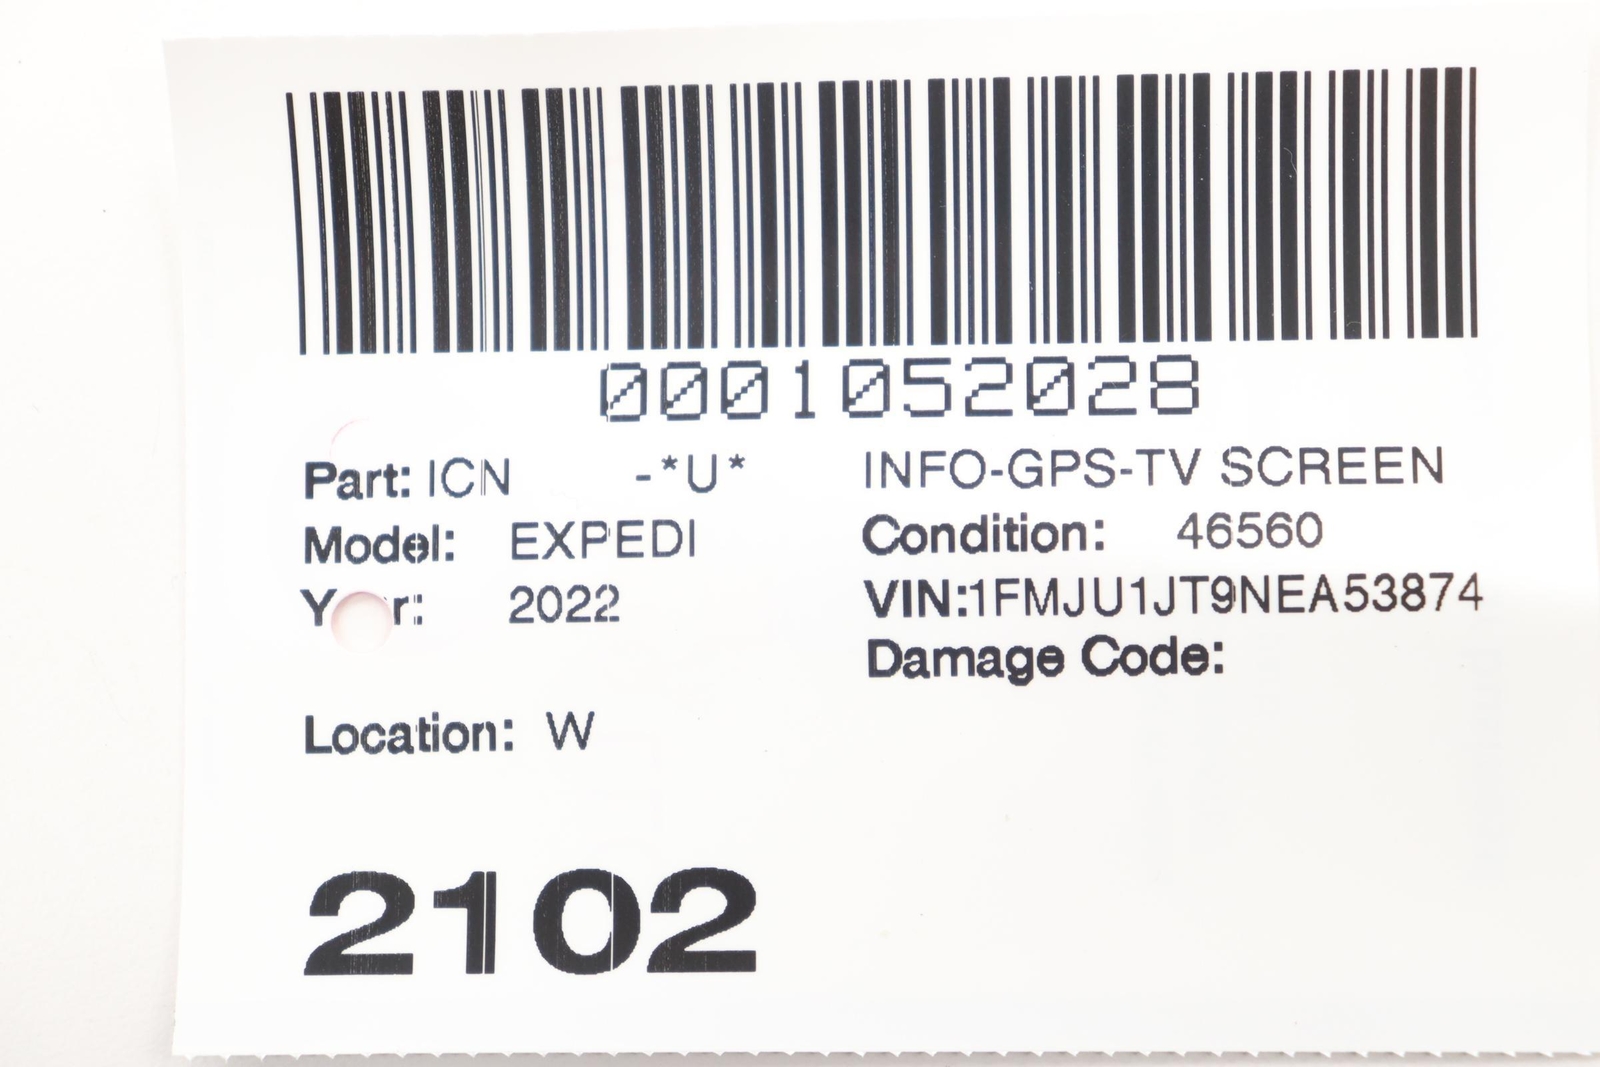 0001052028
Part: ICN -*U* INFO-GPS-TV SCREEN
Model: EXPEDI Condition: 46560
2022 VIN:1FMJU1JT9NEA53874
Damage Code:
Location: W
2102